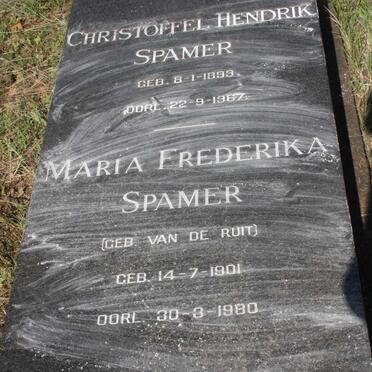 CHRISTOFFEL HENDRIK
SPAMER
GEB. 8-1-1899.
OORL. 22-9-1967.
MARIA FREDERIKA
SPAMER
(GEB VAN DE RUIT)
GEB. 14-7-1901
OORL 30-3-1980